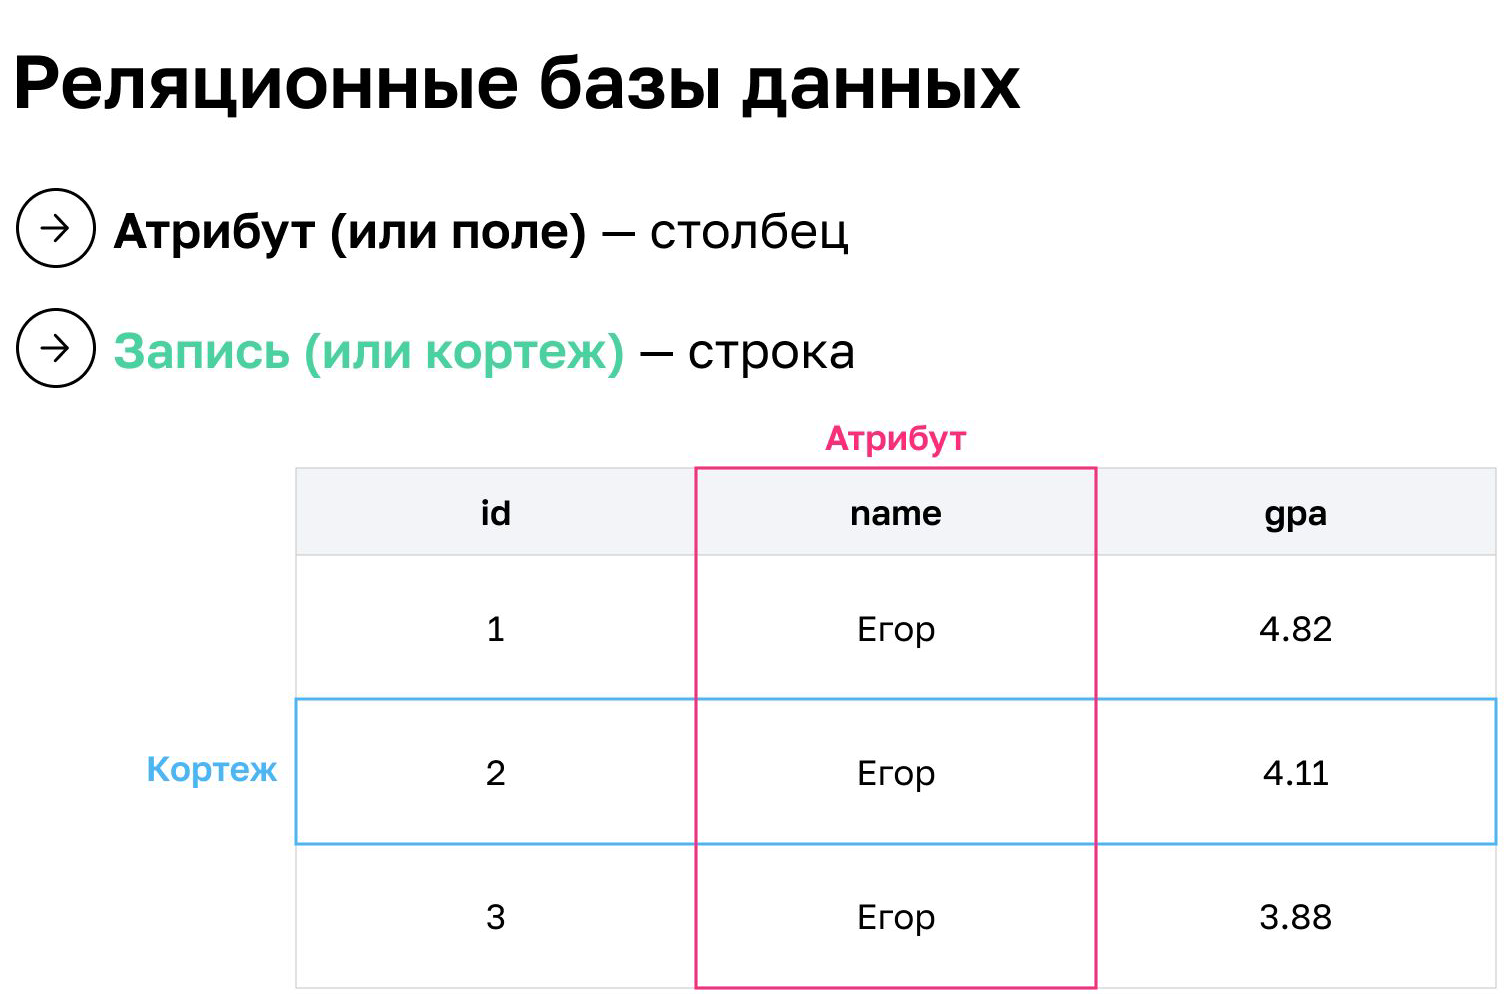 Реляционные базы данных
Атрибут (или поле) — столбец
Запись (или кортеж) — строка
Атрибут
id name gpa
1 Егор 4.82
Кортеж 2 Егор 4.11
3 Егор 3.88